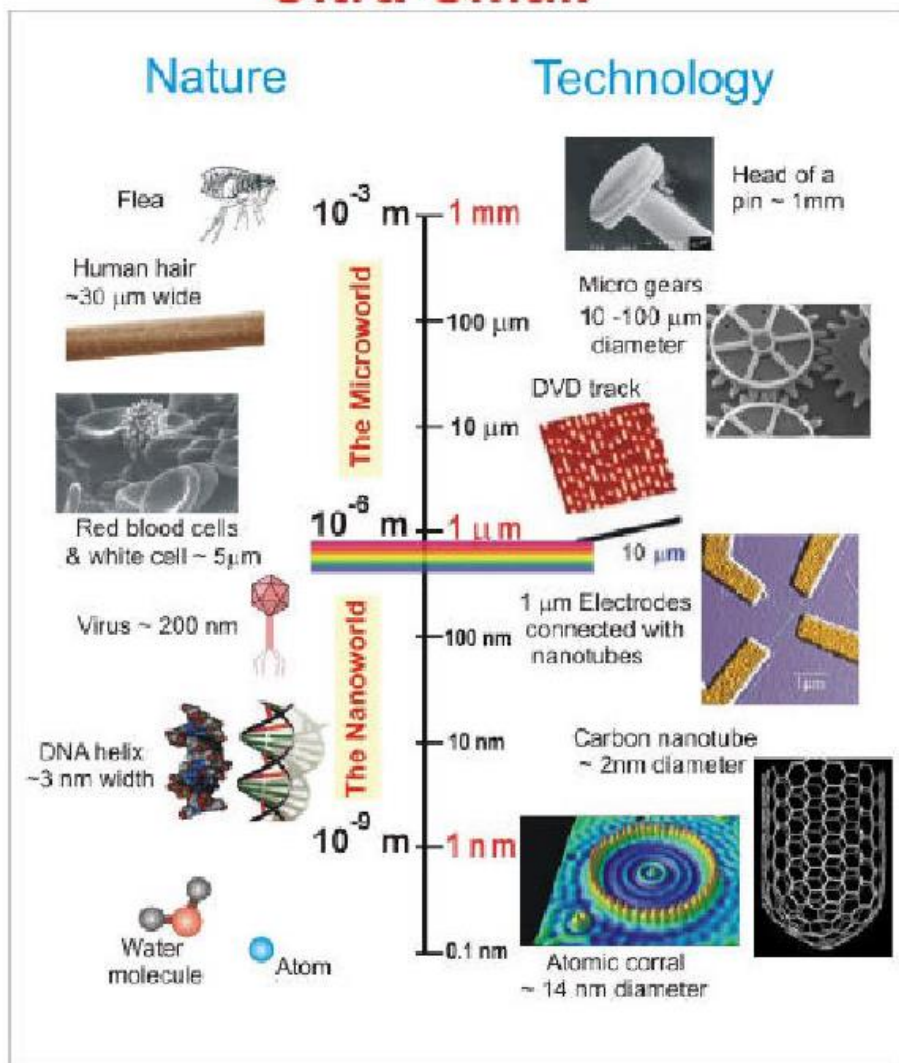 Nature
Technology
Flea
10⁻³ m
1 mm
Head of a
pin ~ 1mm
Human hair
~30 µm wide
The Microworld
100 µm
Micro gears
10 -100 µm
diameter
DVD track
10 µm
Red blood cells
& white cell ~ 5µm
10⁻⁶ m
1 µm
10 µm
Virus ~ 200 nm
The Nanoworld
100 nm
1 µm Electrodes
connected with
nanotubes
1µm
DNA helix
~3 nm width
10 nm
Carbon nanotube
~ 2nm diameter
10⁻⁹ m
1 nm
Water
molecule
Atom
0.1 nm
Atomic corral
~ 14 nm diameter